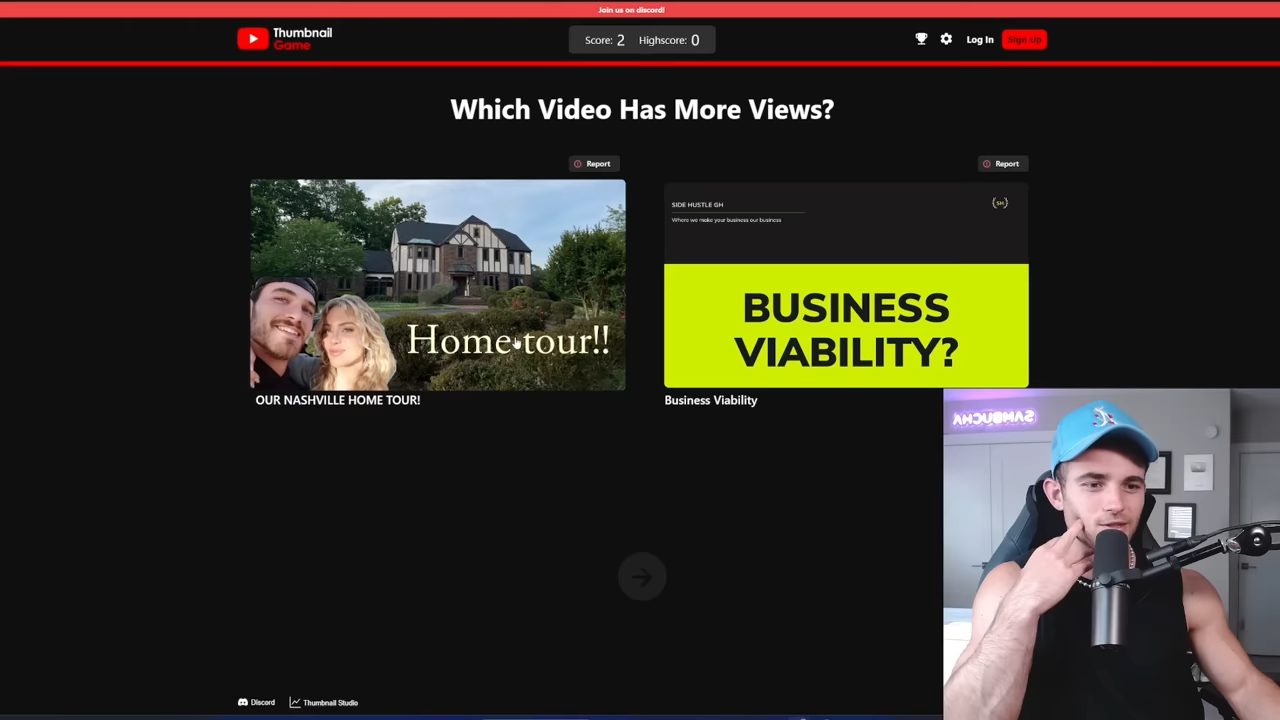 Join us on discord!
Thumbnail
Game
Score: 2 Highscore: 0
Log In
Sign Up
Which Video Has More Views?
Report
Report
Home tour!!
OUR NASHVILLE HOME TOUR!
SIDE HUSTLE GH
Where we make your business our business
{SH}
BUSINESS
VIABILITY?
Business Viability
SAMBUCHA
Discord
Thumbnail Studio